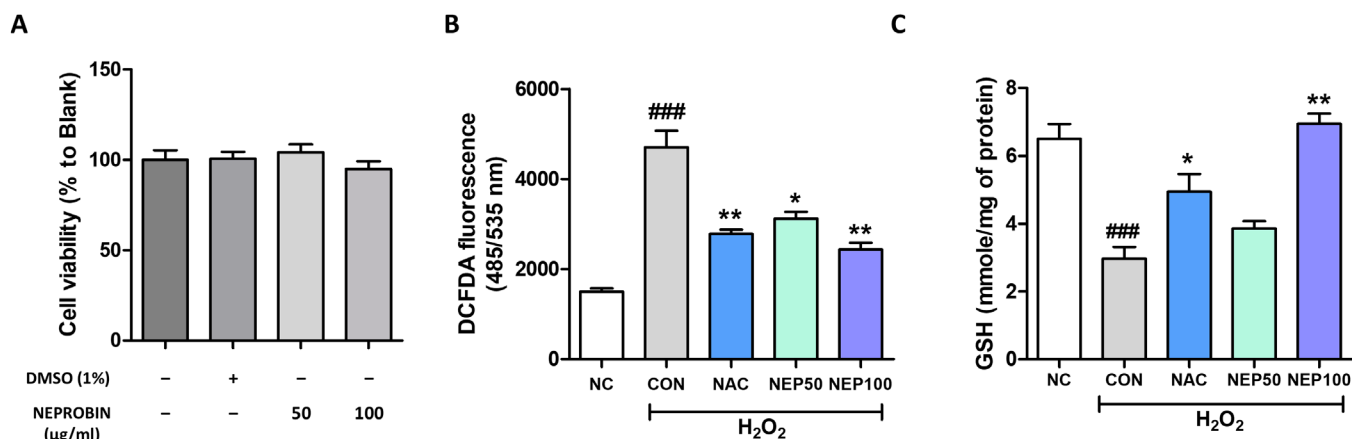 A
Cell viability (% to Blank)
150
100
50
0
DMSO (1%) – + – –
NEPROBIN – – 50 100
(μg/ml)
B
DCFDA fluorescence
(485/535 nm)
6000
4000
2000
0
###
**
*
**
NC CON NAC NEP50 NEP100
H2O2
C
GSH (mmole/mg of protein)
8
6
4
2
0
###
*
**
NC CON NAC NEP50 NEP100
H2O2